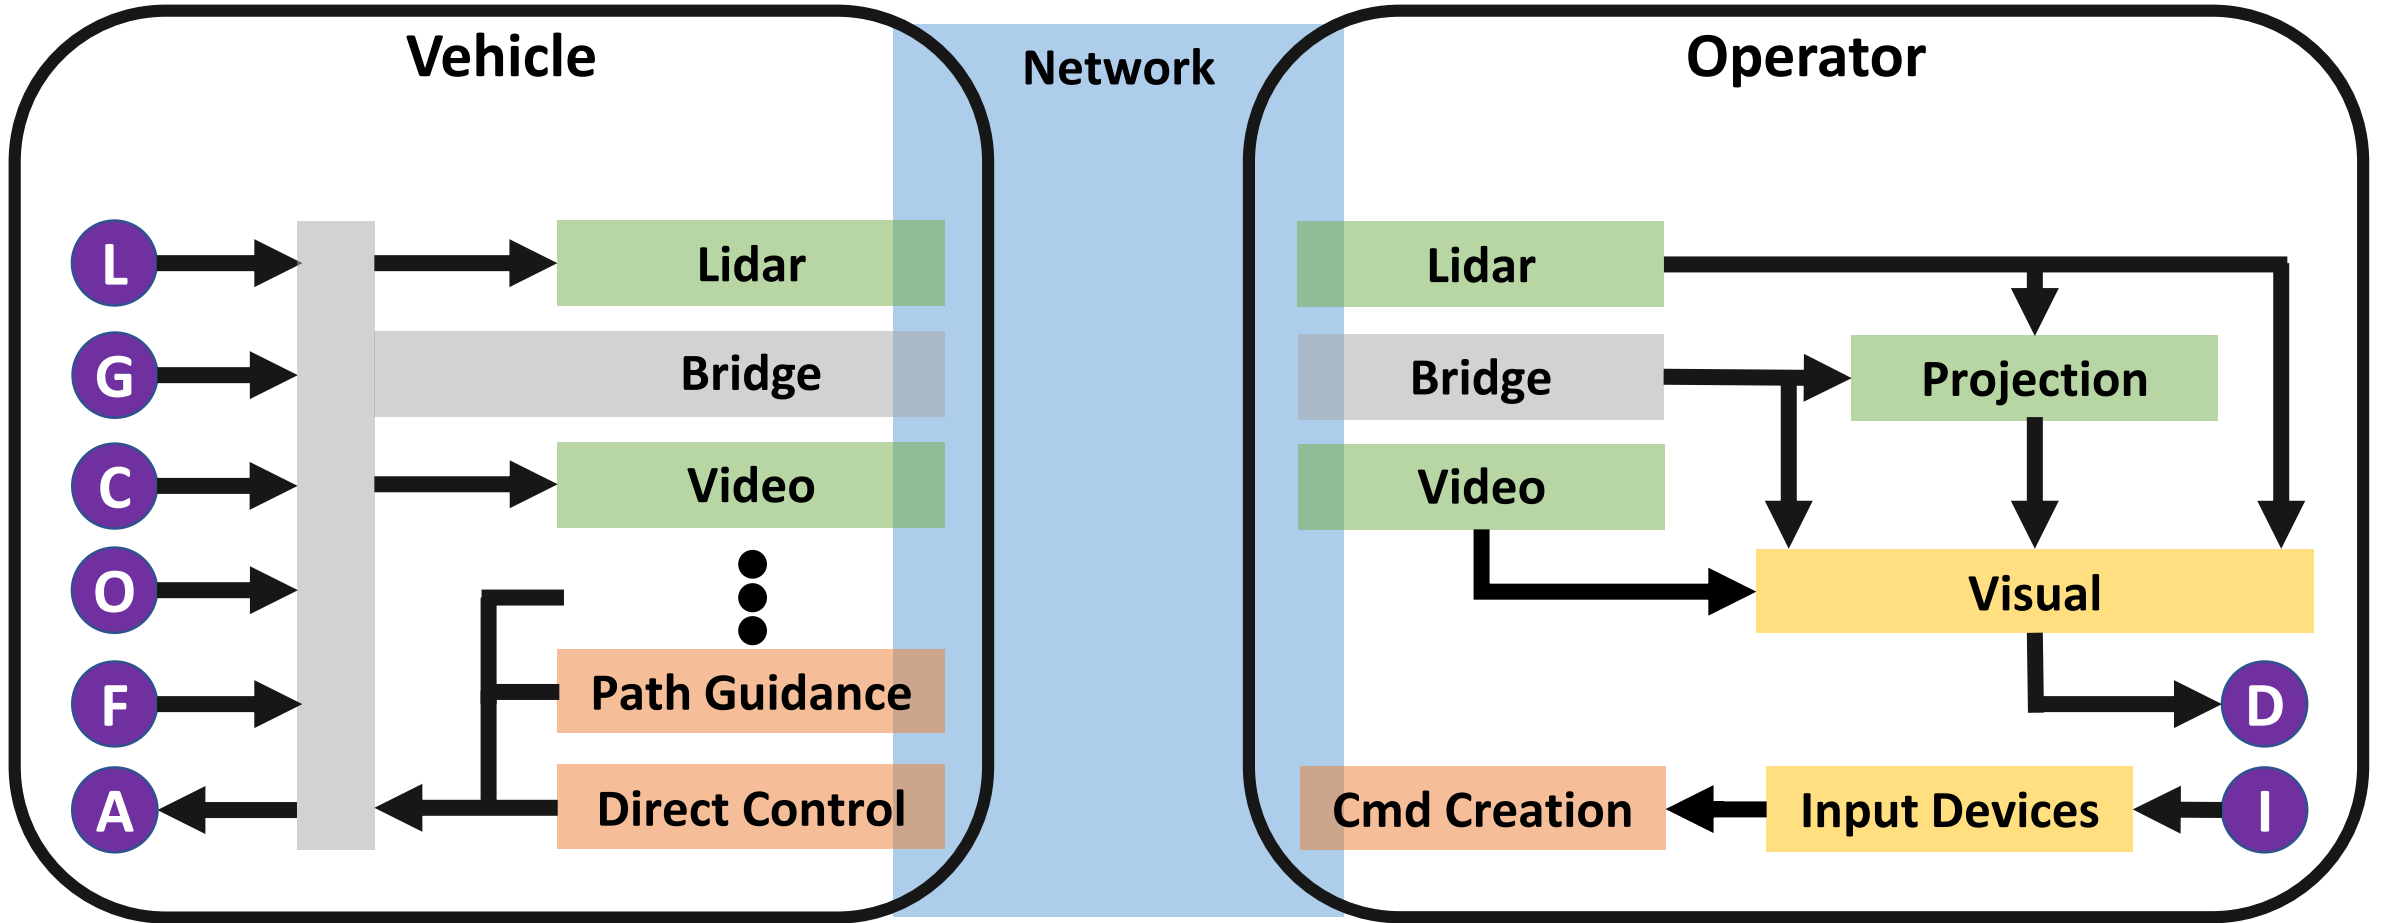 Vehicle
Network
Operator
L
Lidar
Lidar
G
Bridge
Bridge
Projection
C
Video
Video
O
Visual
F
Path Guidance
D
A
Direct Control
Cmd Creation
Input Devices
I